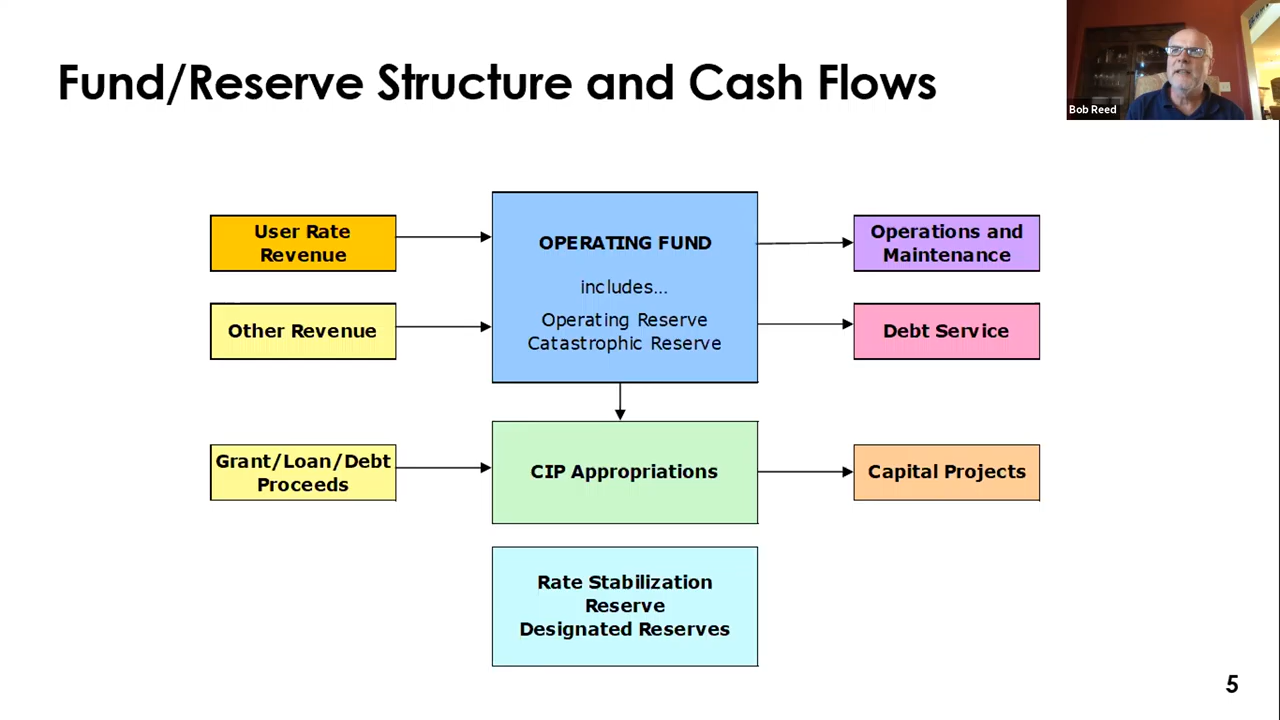 Fund/Reserve Structure and Cash Flows
Bob Reed
User Rate
Revenue
OPERATING FUND
includes...
Operating Reserve
Catastrophic Reserve
Operations and
Maintenance
Other Revenue
Debt Service
Grant/Loan/Debt
Proceeds
CIP Appropriations
Capital Projects
Rate Stabilization
Reserve
Designated Reserves
5